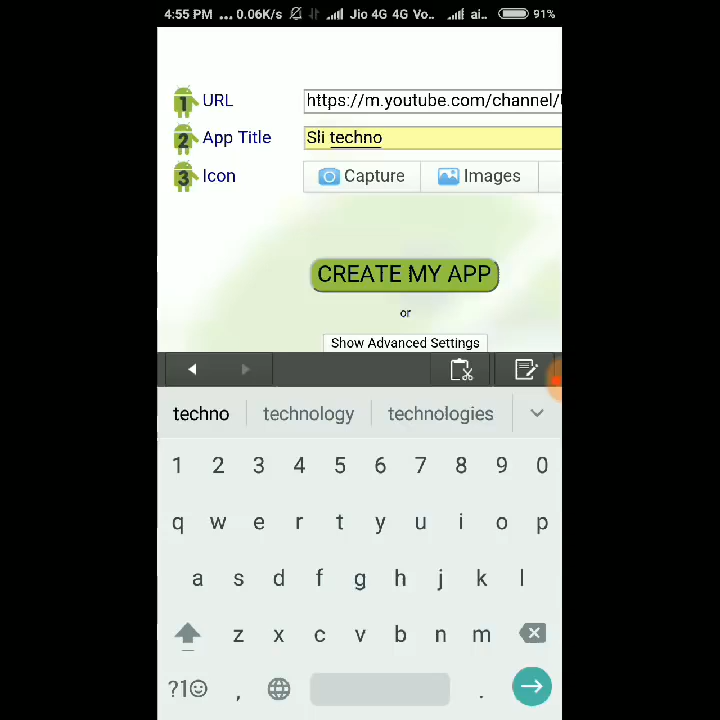 4:55 PM ... 0.06K/s Jio 4G 4G Vo.. ai.. 91%
1 URL https://m.youtube.com/channel/
2 App Title Sli techno
3 Icon Capture Images
CREATE MY APP
or
Show Advanced Settings
techno technology technologies
1 2 3 4 5 6 7 8 9 0
q w e r t y u i o p
a s d f g h j k l
z x c v b n m
?1☺ , .